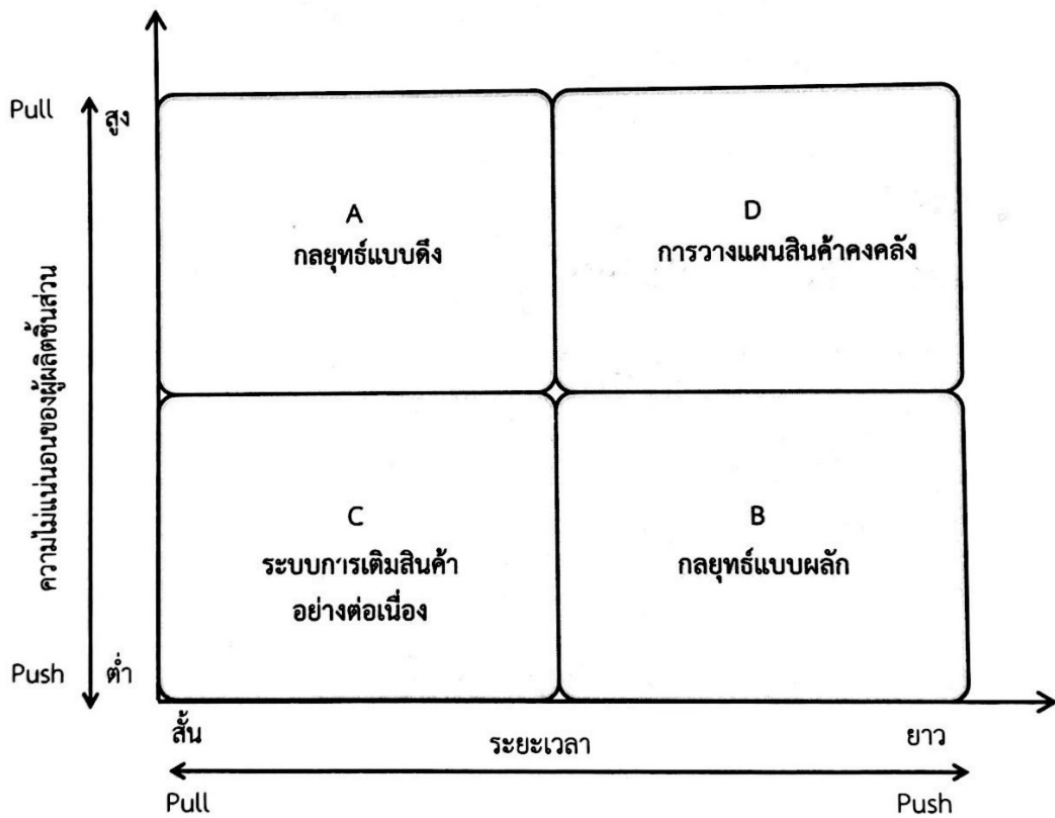 Pull
สูง
A
กลยุทธ์แบบดึง
D
การวางแผนสินค้าคงคลัง
ความไม่แน่นอนของผู้ผลิตชิ้นส่วน
C
ระบบการเติมสินค้า
อย่างต่อเนื่อง
B
กลยุทธ์แบบผลัก
Push
ต่ำ
สั้น
ระยะเวลา
ยาว
Pull
Push